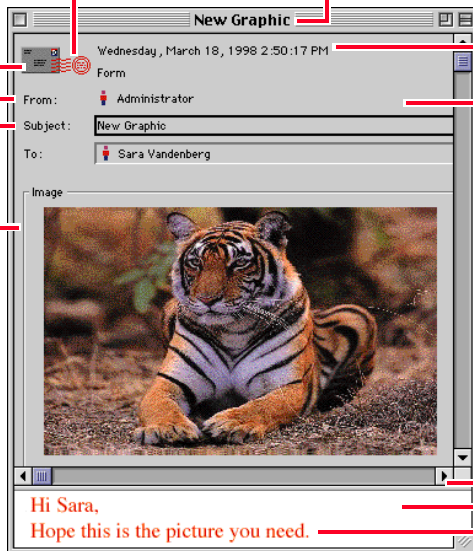 New Graphic
Wednesday, March 18, 1998 2:50:17 PM
Form
From: Administrator
Subject: New Graphic
To: Sara Vandenberg
Image
Hi Sara,
Hope this is the picture you need.